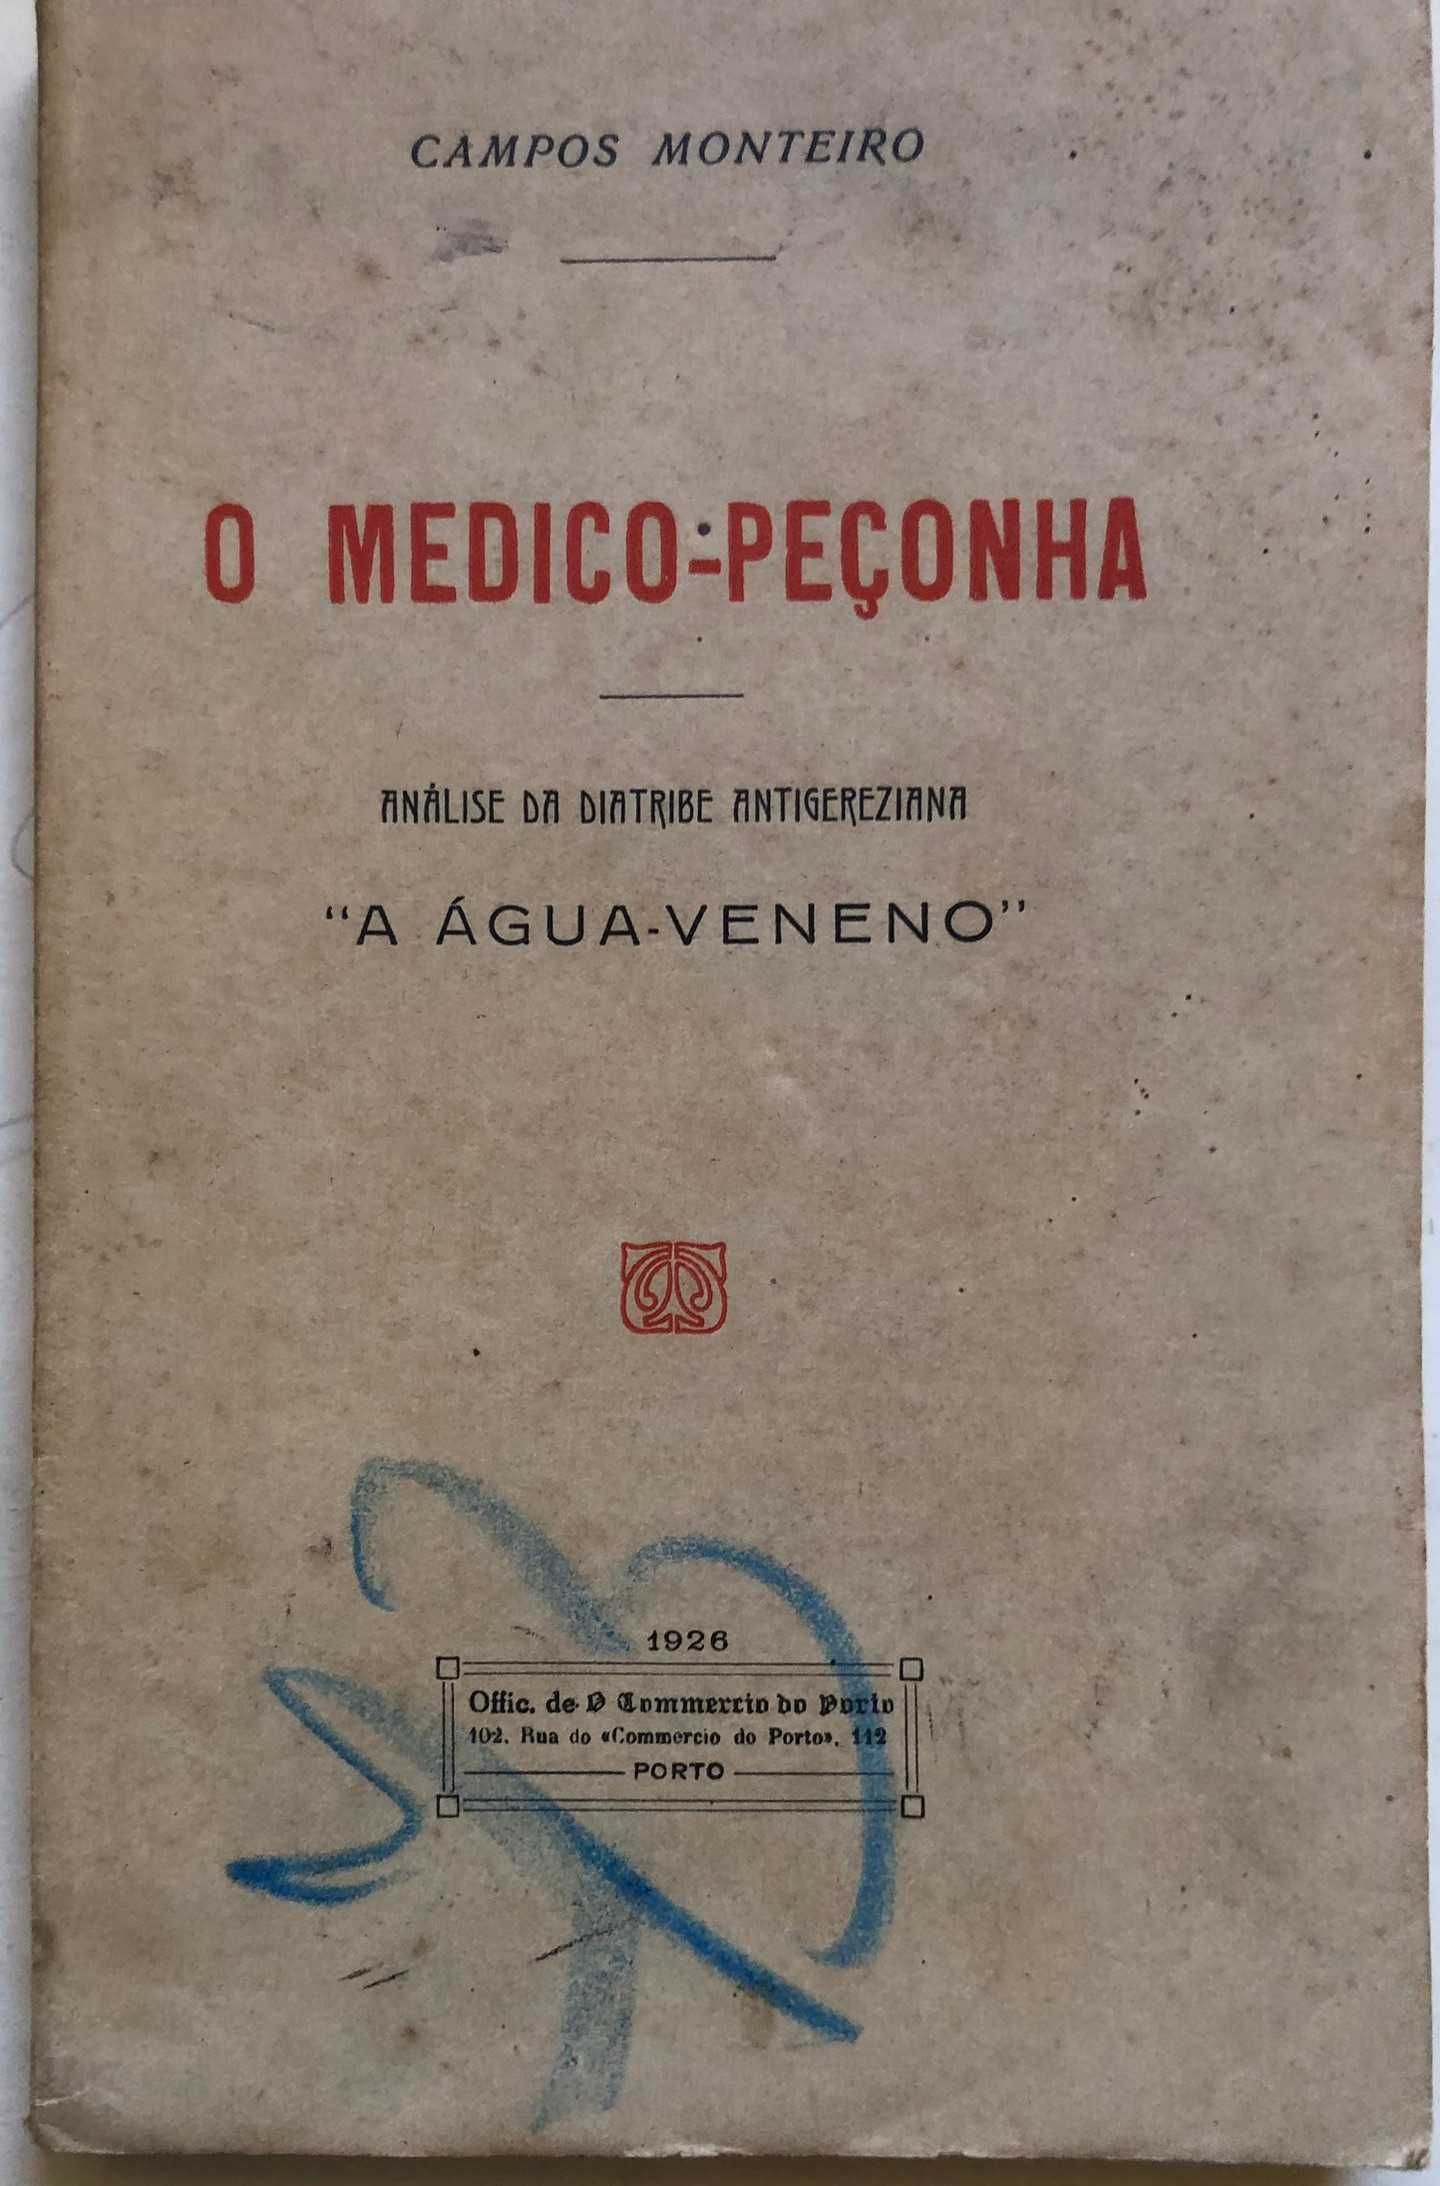 CAMPOS MONTEIRO
O MEDICO-PEÇONHA
ANÁLISE DA DIATRIBE ANTIGEREZIANA
"A ÁGUA-VENENO"
1926
Offic. de O Commercio do Porto
102, Rua do «Commercio do Porto», 112
PORTO